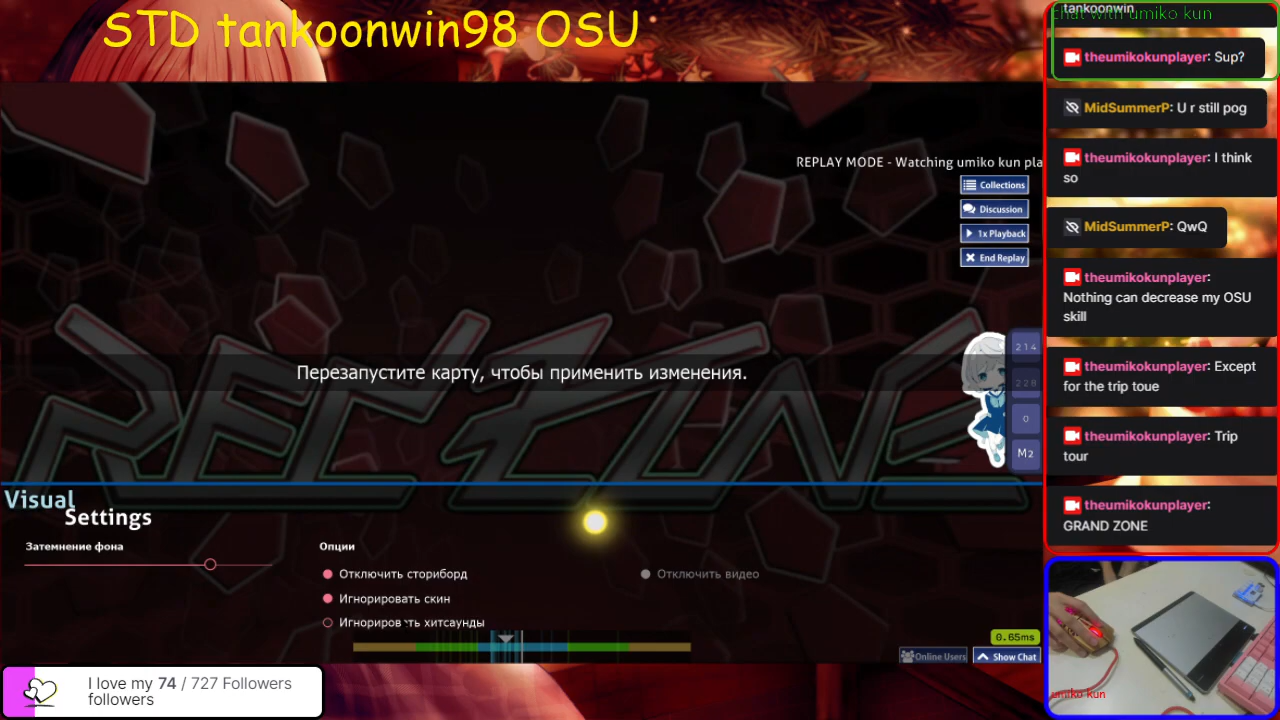 STD tankoonwin98 OSU
REPLAY MODE - Watching umiko kun pla
Collections
Discussion
1x Playback
End Replay
RED ZONE
Перезапустите карту, чтобы применить изменения.
214
228
0
M2
Visual
Settings
Затемнение фона
Опции
Отключить сториборд
Отключить видео
Игнорировать скин
Игнорировать хитсаунды
0.65ms
Online Users
Show Chat
I love my 74 / 727 Followers
followers
chat with umiko kun
tankoonwin
theumikokunplayer: Sup?
MidSummerP: U r still pog
theumikokunplayer: I think
so
MidSummerP: QwQ
theumikokunplayer:
Nothing can decrease my OSU
skill
theumikokunplayer: Except
for the trip toue
theumikokunplayer: Trip
tour
theumikokunplayer:
GRAND ZONE
umiko kun